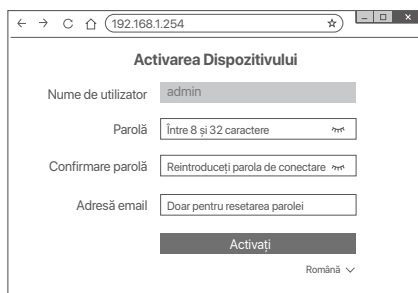 192.168.1.254
Activarea Dispozitivului
Nume de utilizator admin
Parolă Între 8 și 32 caractere
Confirmare parolă Reintroduceți parola de conectare
Adresă email Doar pentru resetarea parolei
Activați
Română